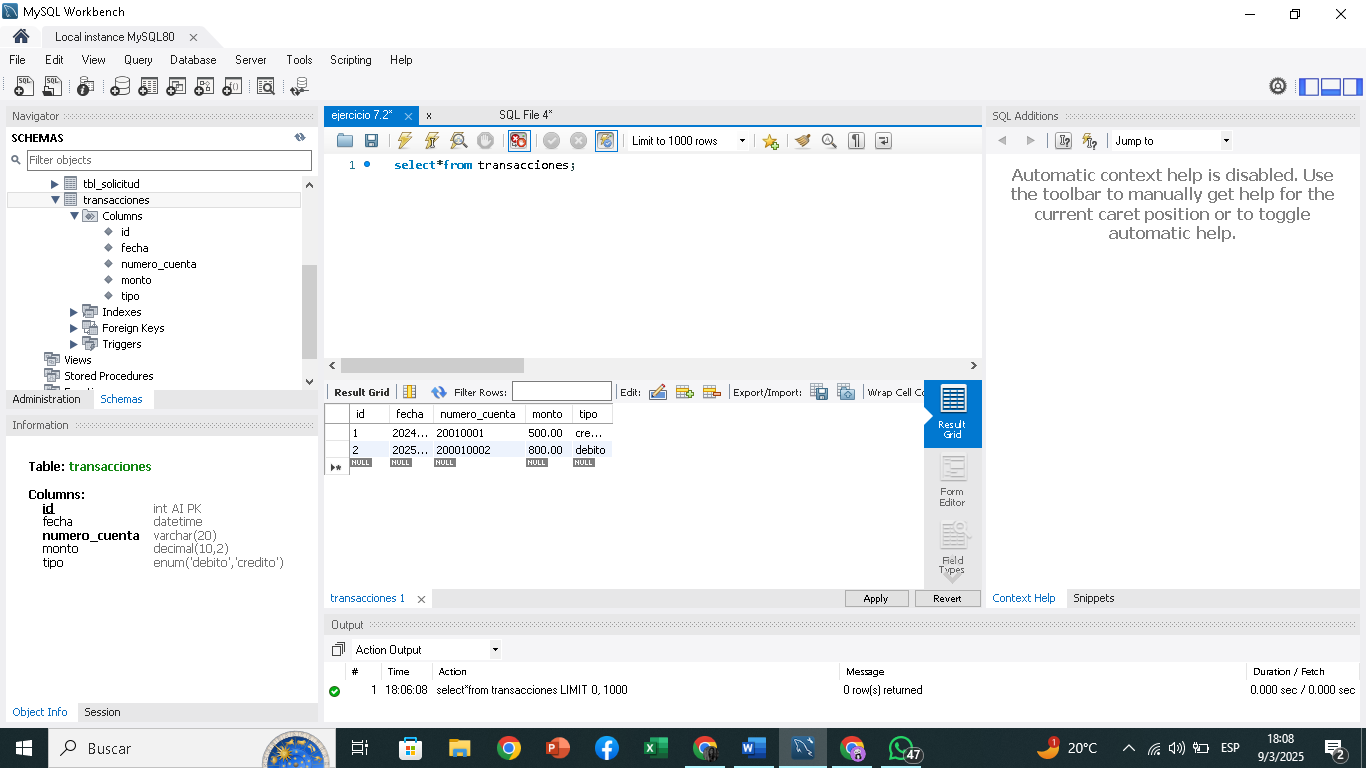 MySQL Workbench
Local instance MySQL80
File Edit View Query Database Server Tools Scripting Help
Navigator
SCHEMAS
Filter objects
tbl_solicitud
transacciones
Columns
id
fecha
numero_cuenta
monto
tipo
Indexes
Foreign Keys
Triggers
Views
Stored Procedures
Administration Schemas
Information
Table: transacciones
Columns:
id int AI PK
fecha datetime
numero_cuenta varchar(20)
monto decimal(10,2)
tipo enum('debito','credito')
Object Info Session
ejercicio 7.2* x SQL File 4*
Limit to 1000 rows
1 select*from transacciones;
Result Grid Filter Rows: Edit: Export/Import: Wrap Cell Co
id fecha numero_cuenta monto tipo
1 2024... 20010001 500.00 cre...
2 2025... 200010002 800.00 debito
NULL NULL NULL NULL NULL
Result
Grid
Form
Editor
Field
Types
transacciones 1 Apply Revert
SQL Additions
Jump to
Automatic context help is disabled. Use
the toolbar to manually get help for the
current caret position or to toggle
automatic help.
Context Help Snippets
Output
Action Output
# Time Action Message Duration / Fetch
1 18:06:08 select*from transacciones LIMIT 0, 1000 0 row(s) returned 0.000 sec / 0.000 sec
Buscar
47
1
20°C
ESP
18:08
9/3/2025
2